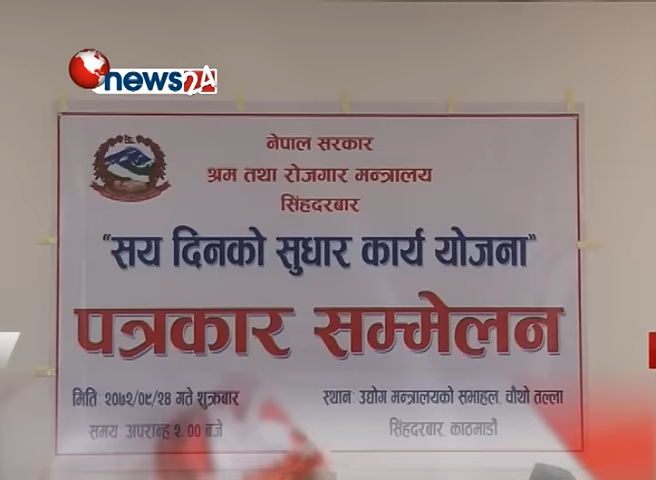 news24
नेपाल सरकार
श्रम तथा रोजगार मन्त्रालय
सिंहदरबार
“सय दिनको सुधार कार्य योजना”
पत्रकार सम्मेलन
मिति: २०७२/०९/२४ गते शुक्रबार
स्थान: उद्योग मन्त्रालयको सभाहल, चौथो तल्ला
समय: अपरान्ह २.०० बजे
सिंहदरबार, काठमाडौं